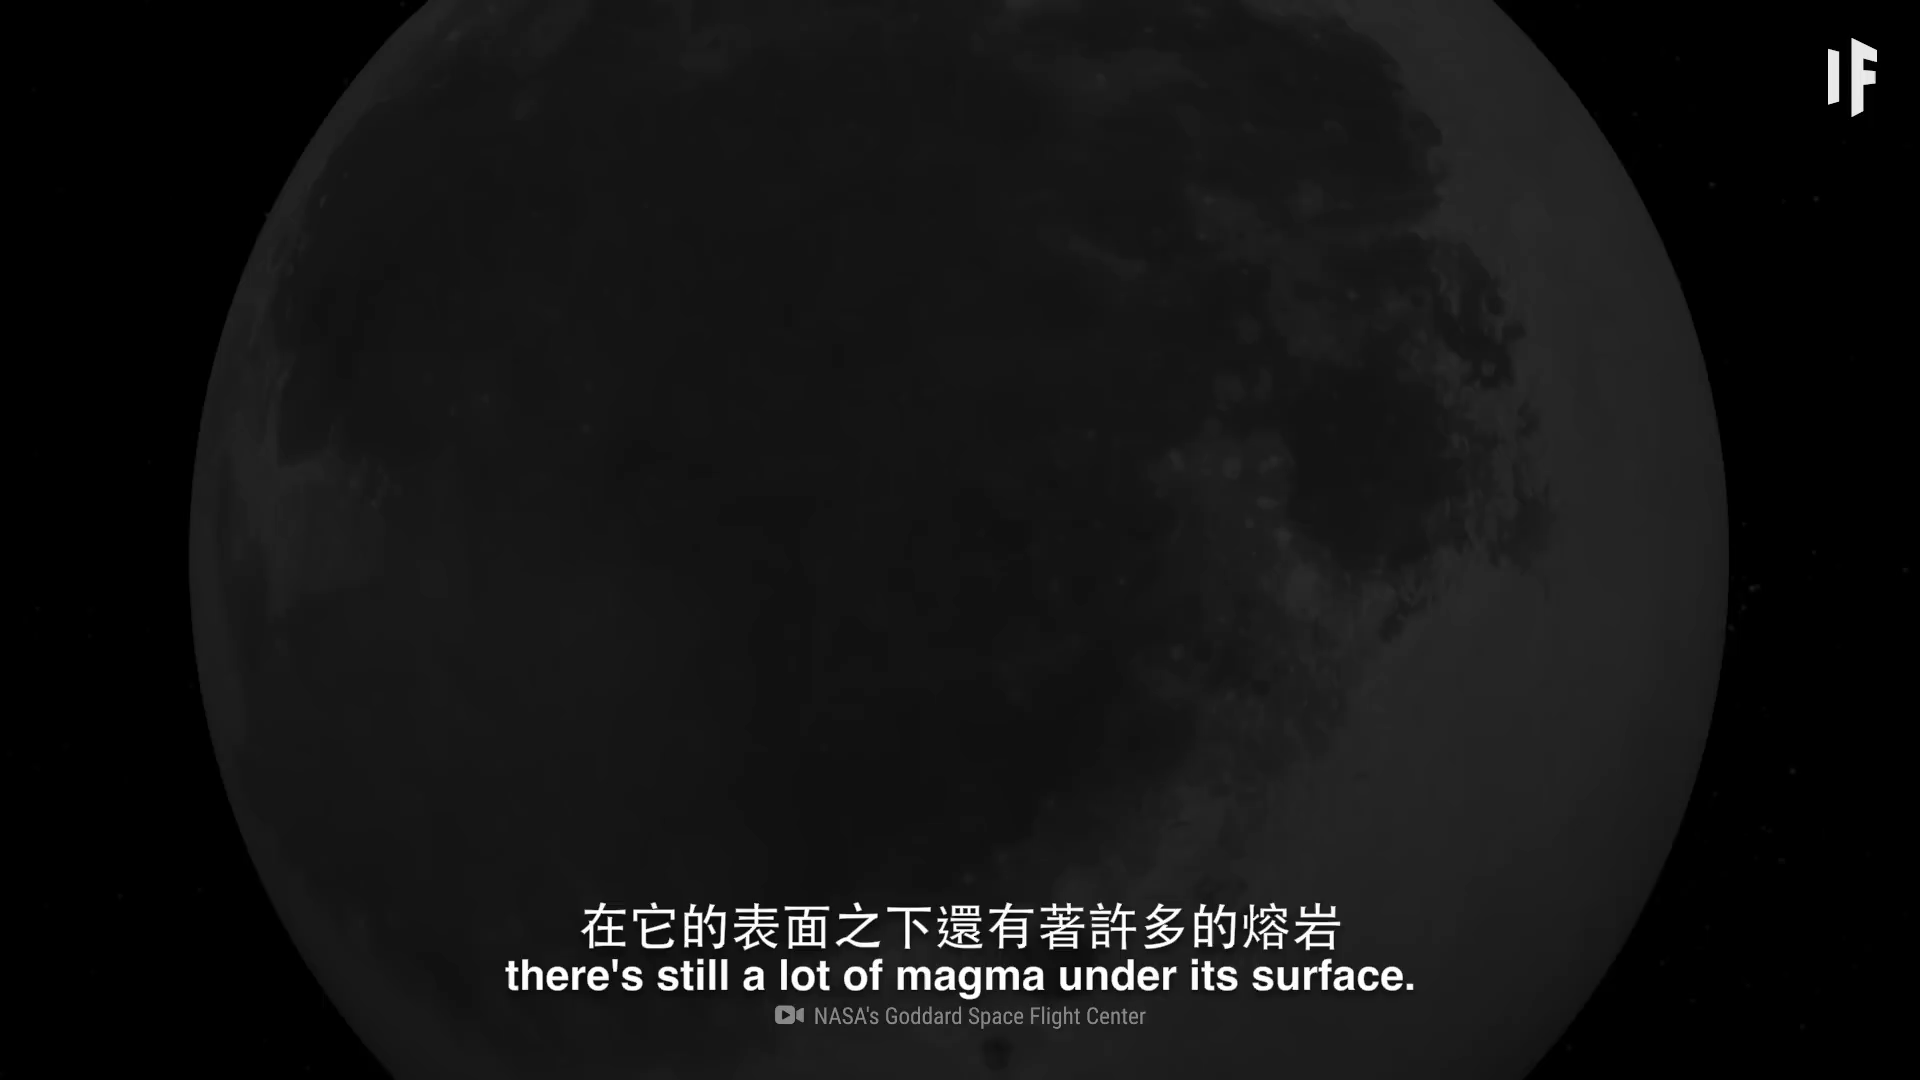 IF
在它的表面之下還有著許多的熔岩
there's still a lot of magma under its surface.
NASA's Goddard Space Flight Center